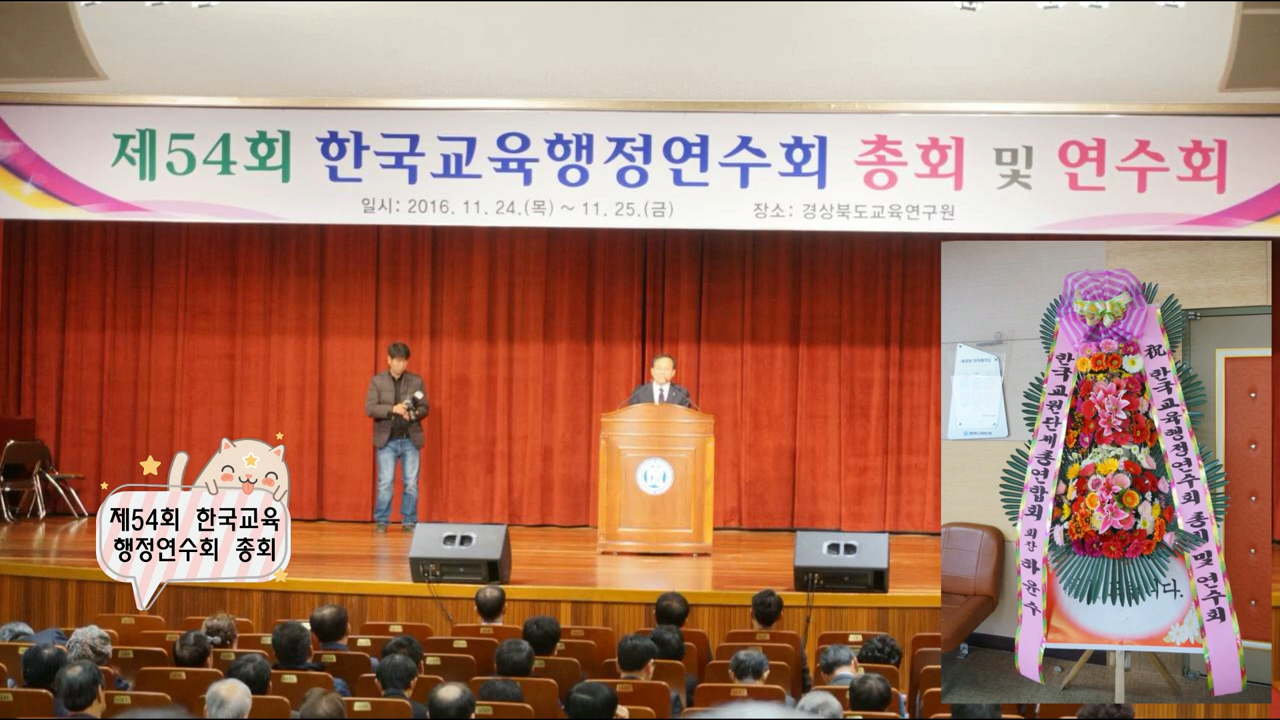 제54회 한국교육행정연수회 총회 및 연수회
일시: 2016. 11. 24.(목) ~ 11. 25.(금) 장소: 경상북도교육연구원
제54회 한국교육
행정연수회 총회
한국교원단체총연합회 회장 하윤수
祝 한국교육행정연수회 총회 및 연수회
다.